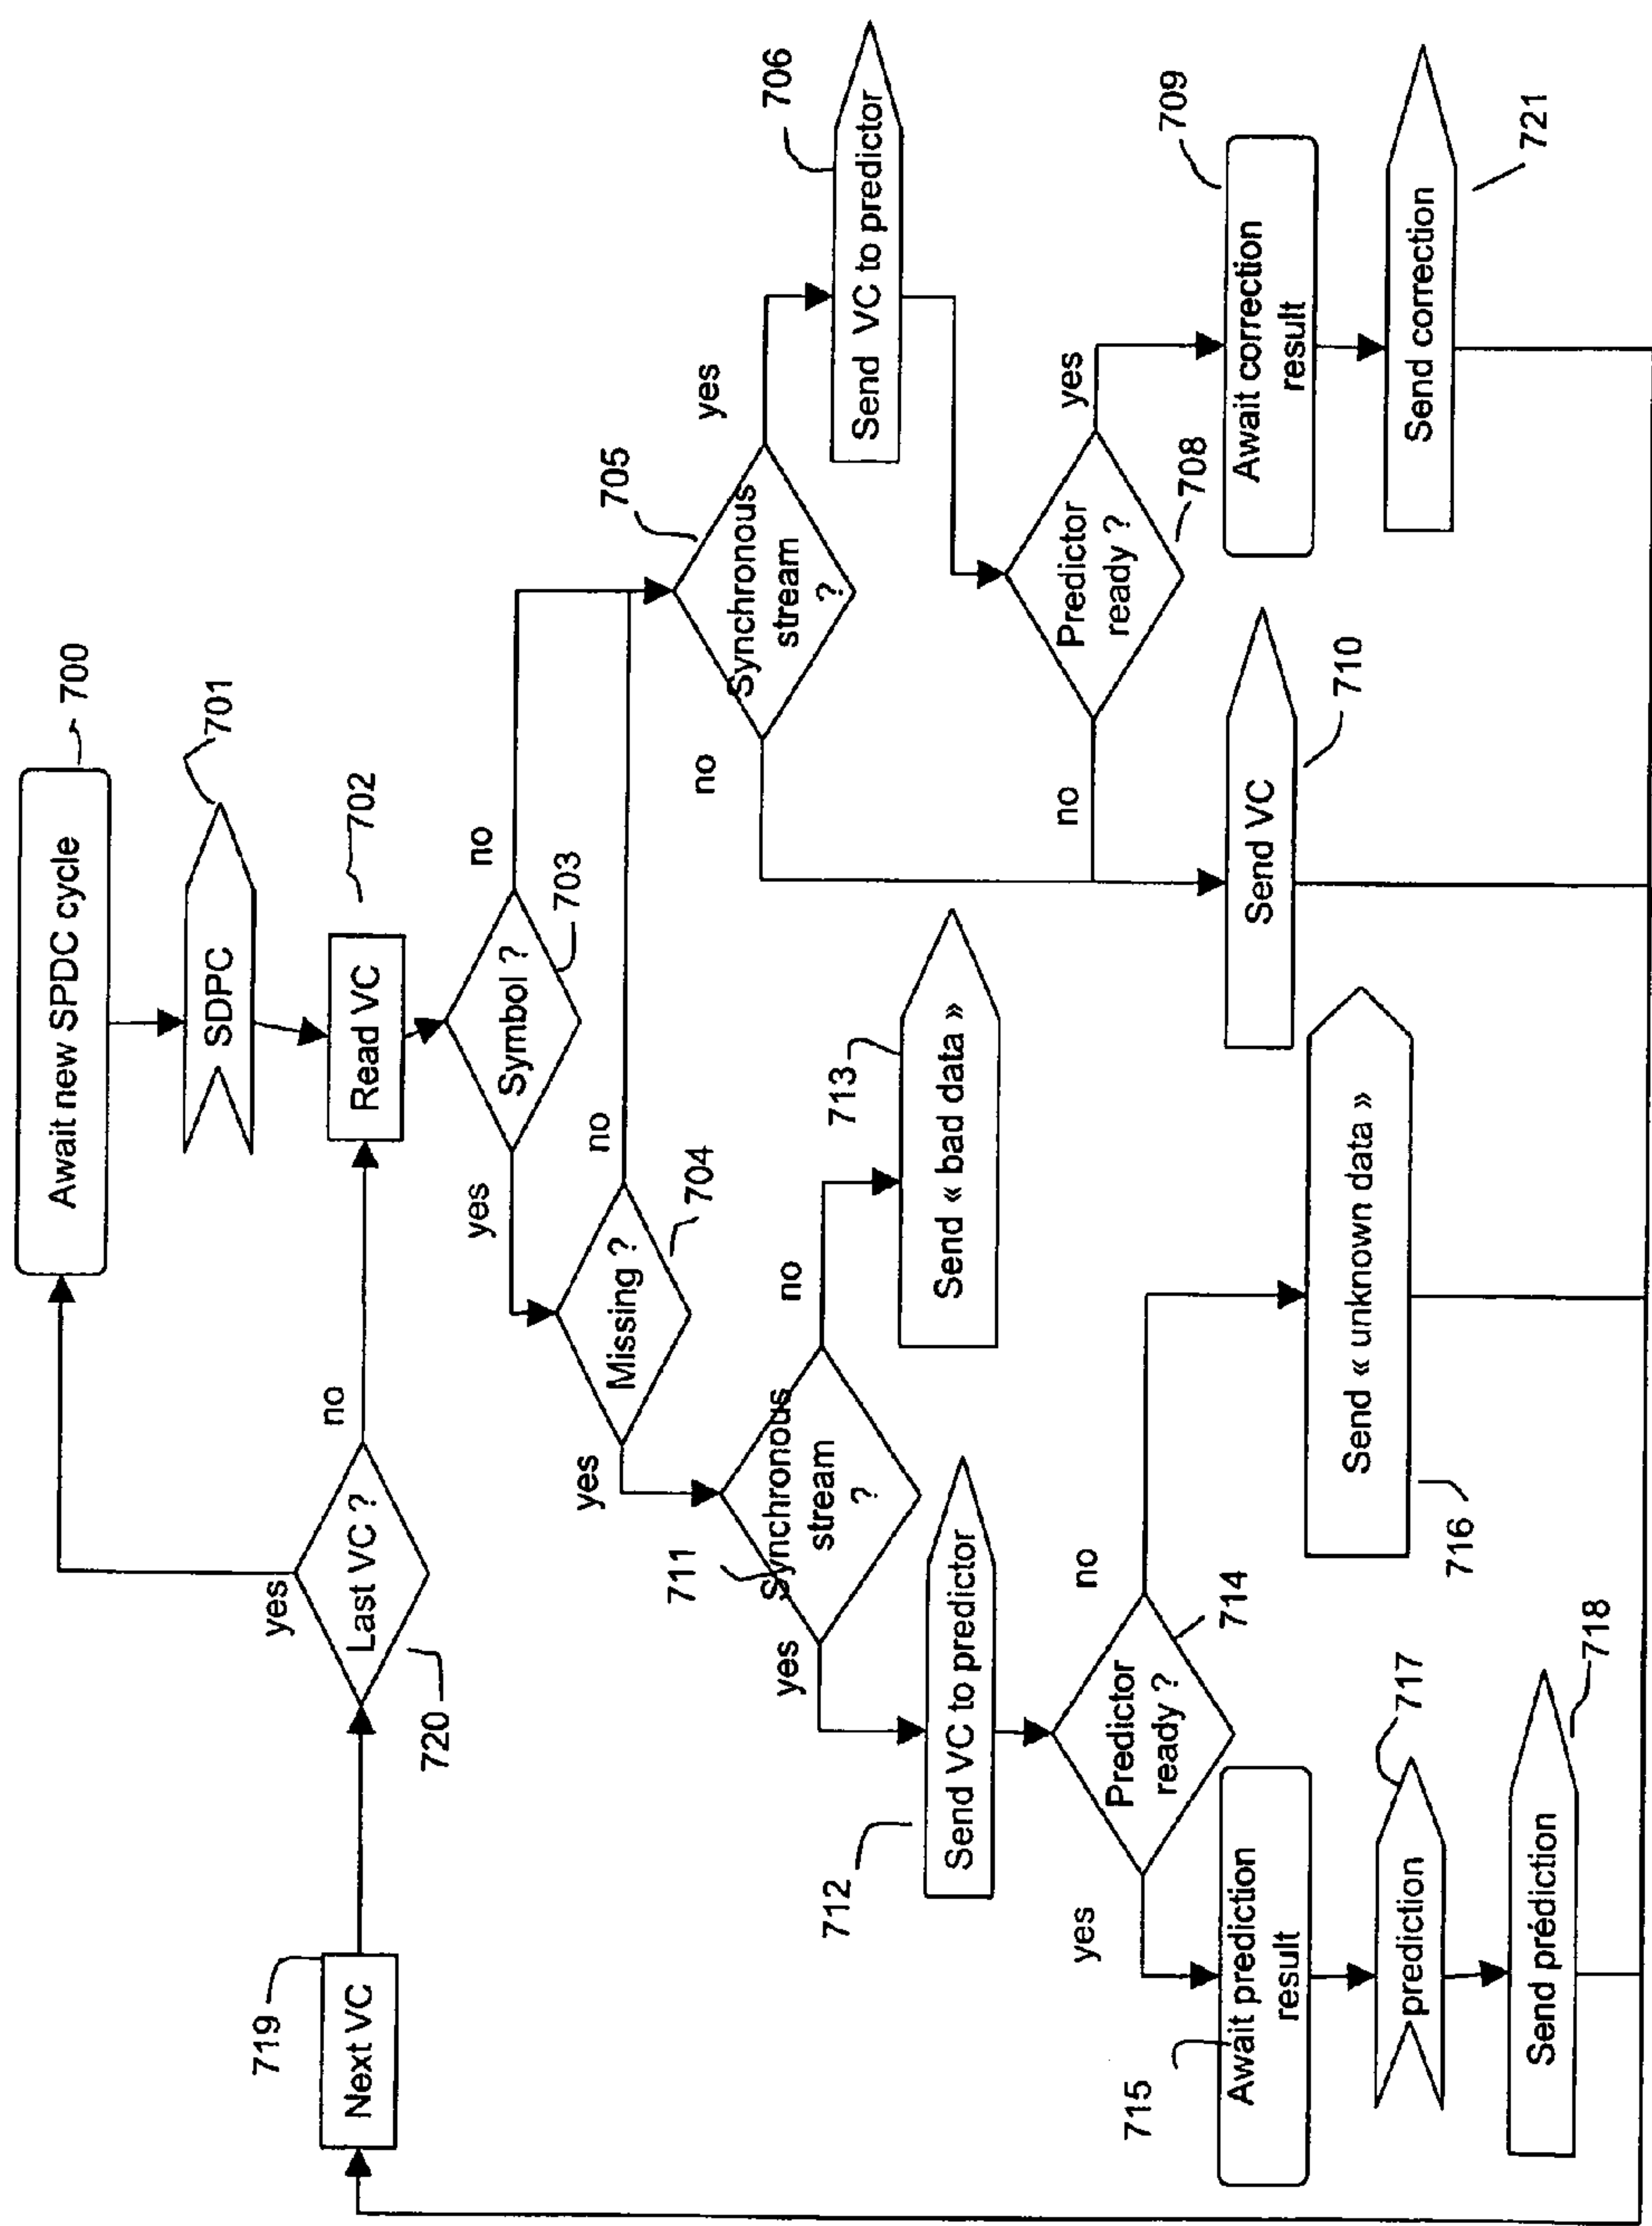 Await new SPDC cycle
700
SDPC
701
Read VC
702
Symbol ?
703
no
yes
Missing ?
704
no
yes
Next VC
719
Last VC ?
720
yes
no
Synchronous
stream
?
705
yes
no
Send VC to predictor
706
Predictor
ready ?
708
yes
no
Await correction
result
709
Send correction
721
Send VC
710
Synchronous
stream
?
711
no
yes
Send « bad data »
713
Send VC to predictor
712
Predictor
ready ?
714
no
yes
Send « unknown data »
716
Await prediction
result
715
prediction
717
Send prédiction
718